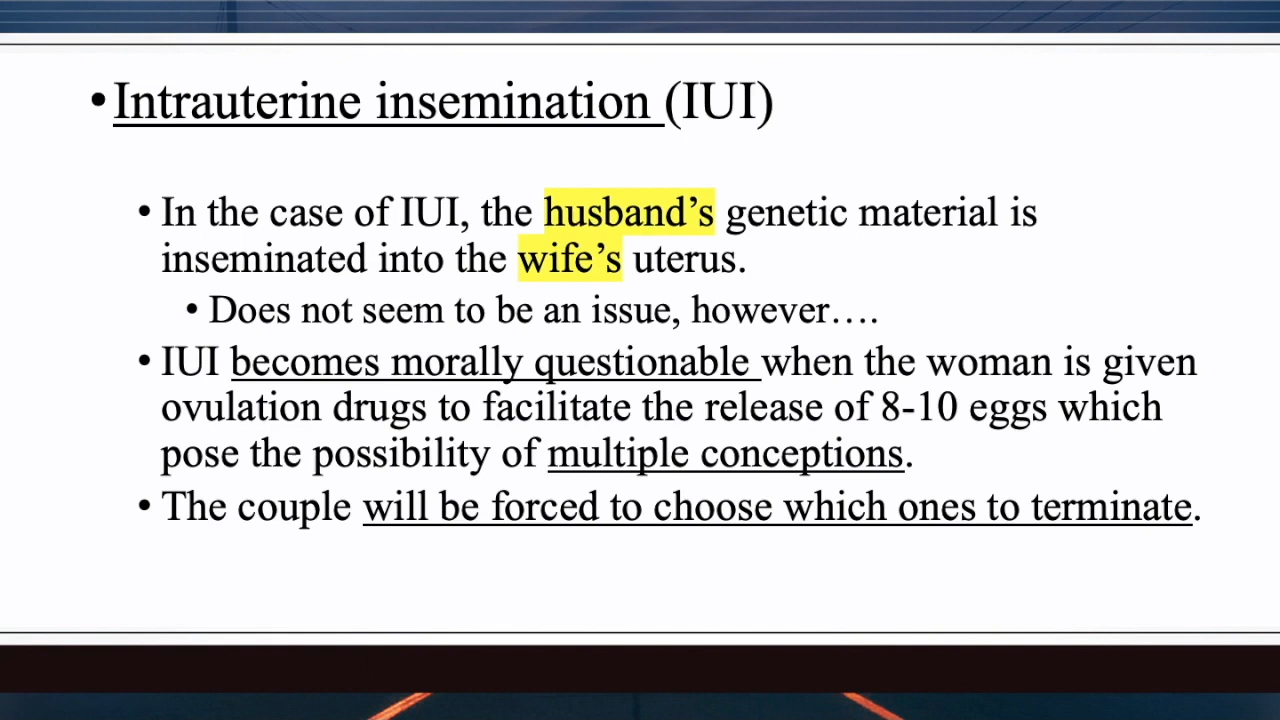 • Intrauterine insemination (IUI)
• In the case of IUI, the husband’s genetic material is
inseminated into the wife’s uterus.
• Does not seem to be an issue, however….
• IUI becomes morally questionable when the woman is given
ovulation drugs to facilitate the release of 8-10 eggs which
pose the possibility of multiple conceptions.
• The couple will be forced to choose which ones to terminate.